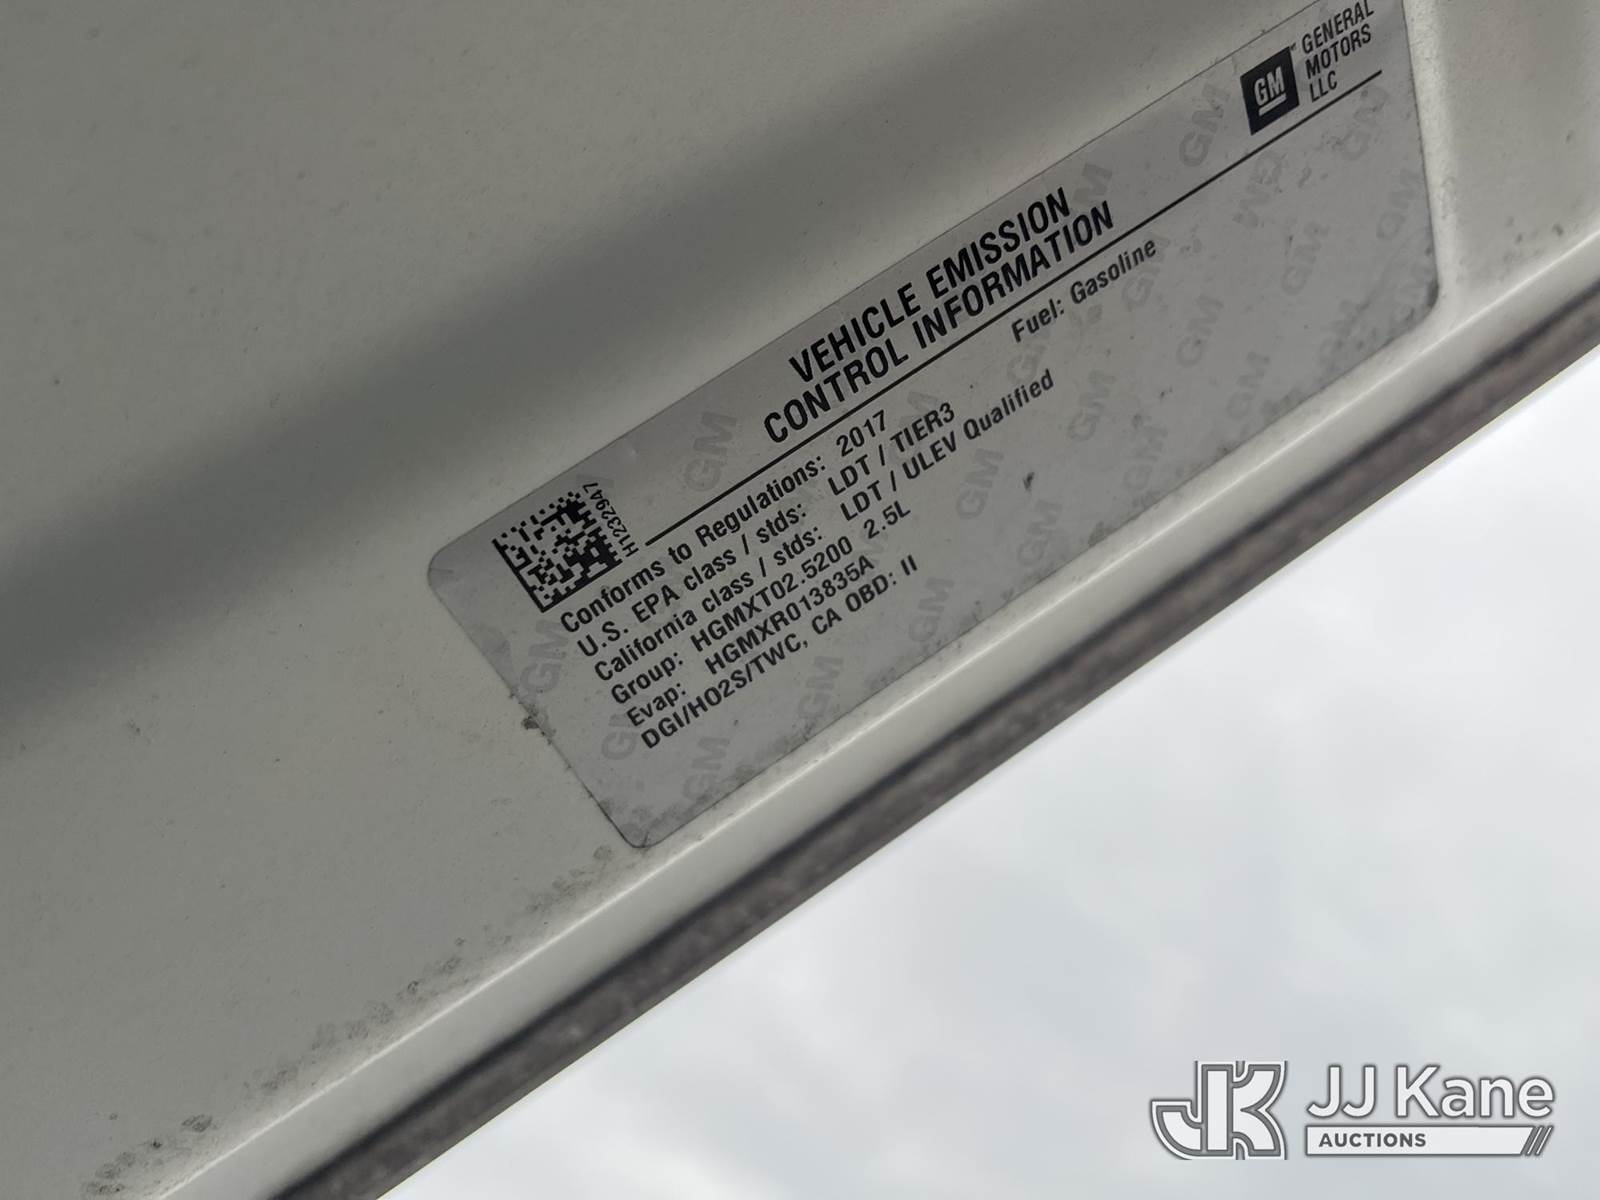 GM GENERAL
MOTORS
LLC
VEHICLE EMISSION
CONTROL INFORMATION
H1232947
Conforms to Regulations: 2017 Fuel: Gasoline
U.S. EPA class / stds: LDT / TIER3
California class / stds: LDT / ULEV Qualified
Group: HGMXT02.5200 2.5L
Evap: HGMXR013835A
DGI/HO2S/TWC, CA OBD: II
JK JJ Kane
AUCTIONS